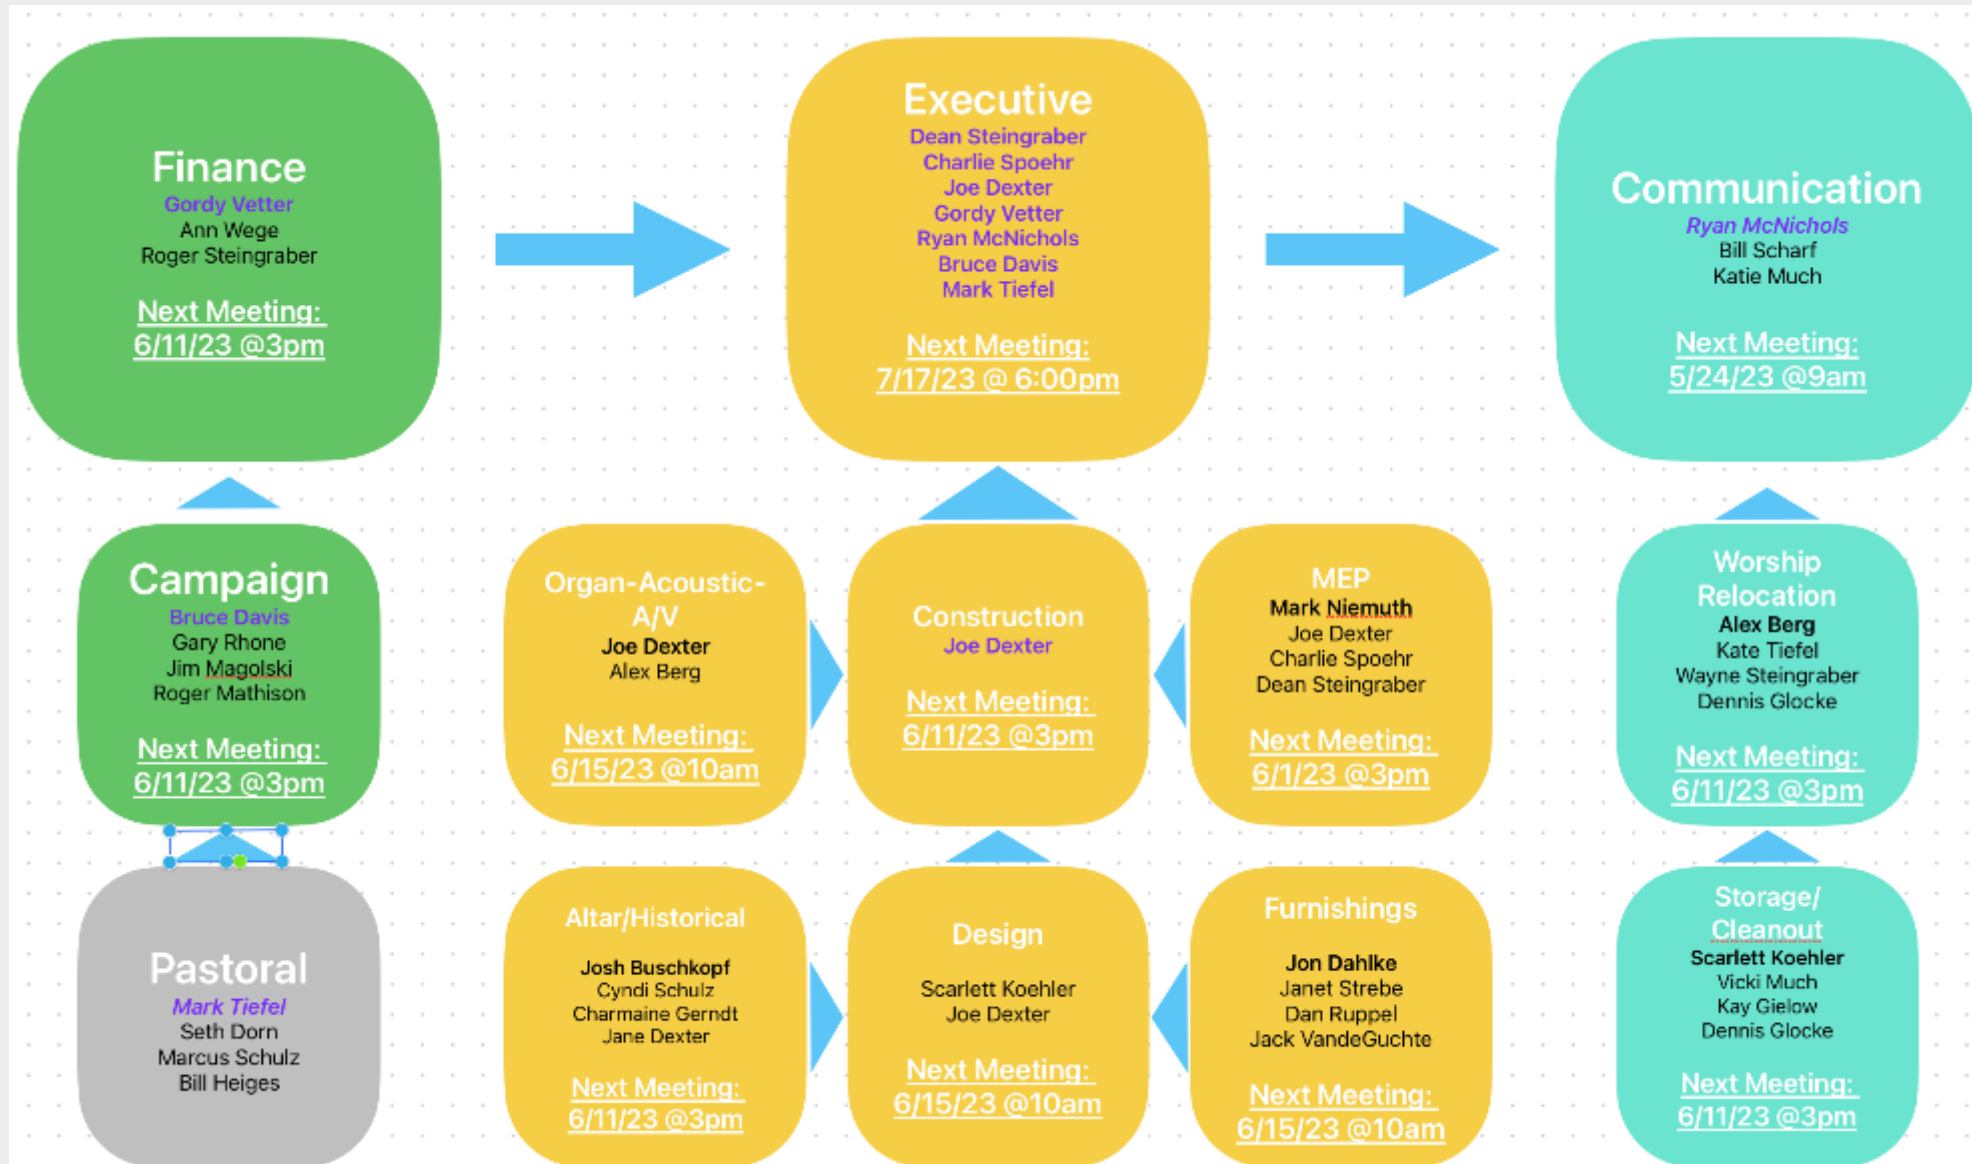 Finance
Gordy Vetter
Ann Wege
Roger Steingraber
Next Meeting:
6/11/23 @3pm
Executive
Dean Steingraber
Charlie Spoehr
Joe Dexter
Gordy Vetter
Ryan McNichols
Bruce Davis
Mark Tiefel
Next Meeting:
7/17/23 @ 6:00pm
Communication
Ryan McNichols
Bill Scharf
Katie Much
Next Meeting:
5/24/23 @9am
Campaign
Bruce Davis
Gary Rhone
Jim Magolski
Roger Mathison
Next Meeting:
6/11/23 @3pm
Organ-Acoustic-
A/V
Joe Dexter
Alex Berg
Next Meeting:
6/15/23 @10am
Construction
Joe Dexter
Next Meeting:
6/11/23 @3pm
MEP
Mark Niemuth
Joe Dexter
Charlie Spoehr
Dean Steingraber
Next Meeting:
6/1/23 @3pm
Worship
Relocation
Alex Berg
Kate Tiefel
Wayne Steingraber
Dennis Glocke
Next Meeting:
6/11/23 @3pm
Pastoral
Mark Tiefel
Seth Dorn
Marcus Schulz
Bill Heiges
Altar/Historical
Josh Buschkopf
Cyndi Schulz
Charmaine Gerndt
Jane Dexter
Next Meeting:
6/11/23 @3pm
Design
Scarlett Koehler
Joe Dexter
Next Meeting:
6/15/23 @10am
Furnishings
Jon Dahlke
Janet Strebe
Dan Ruppel
Jack VandeGuchte
Next Meeting:
6/15/23 @10am
Storage/
Cleanout
Scarlett Koehler
Vicki Much
Kay Gielow
Dennis Glocke
Next Meeting:
6/11/23 @3pm